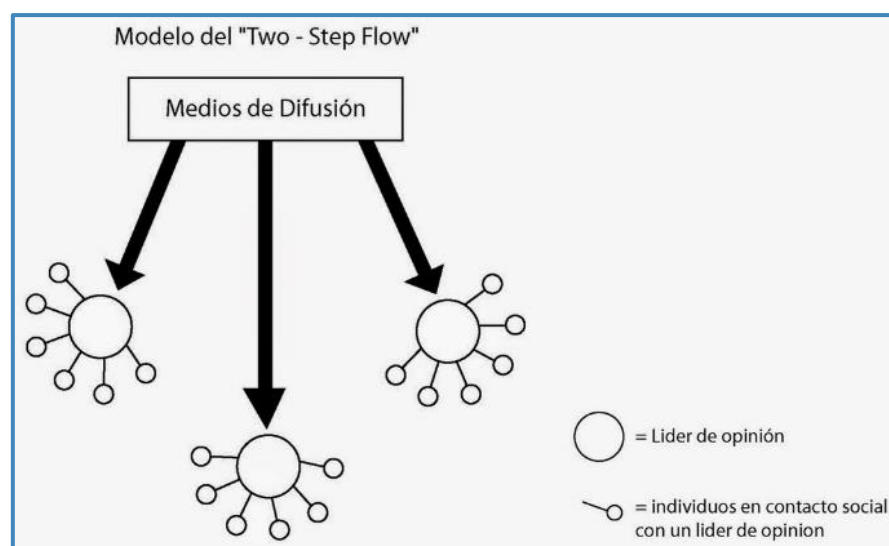 Modelo del "Two - Step Flow"
Medios de Difusión
= Lider de opinión
= individuos en contacto social
con un lider de opinion